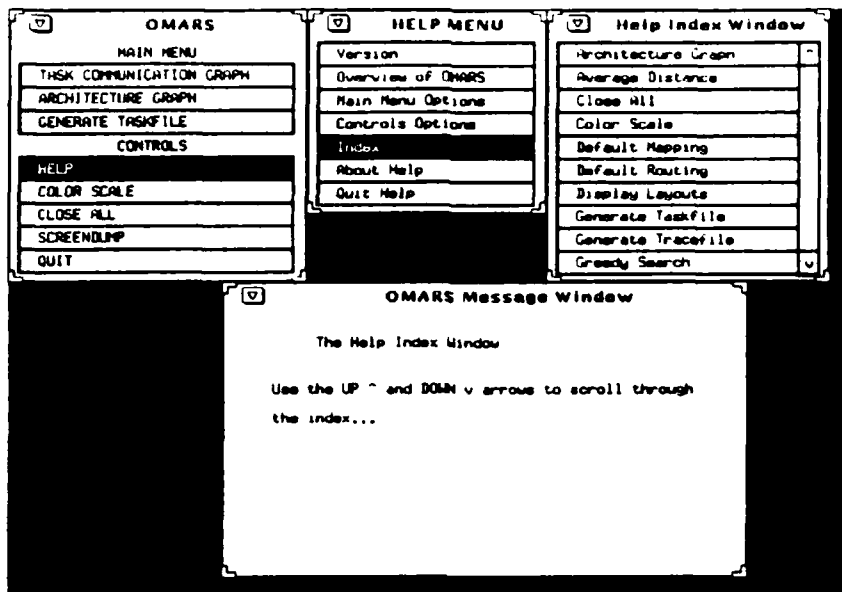 OMARS
MAIN MENU
TASK COMMUNICATION GRAPH
ARCHITECTURE GRAPH
GENERATE TASKFILE
CONTROLS
HELP
COLOR SCALE
CLOSE ALL
SCREENDUMP
QUIT
HELP MENU
Version
Overview of OMARS
Main Menu Options
Controls Options
Index
About Help
Quit Help
Help Index Window
Architecture Graph
Average Distance
Close All
Color Scale
Default Mapping
Default Routing
Display Layouts
Generate Taskfile
Generate Tracefile
Greedy Search
OMARS Message Window
The Help Index Window
Use the UP ^ and DOWN v arrows to scroll through
the index...